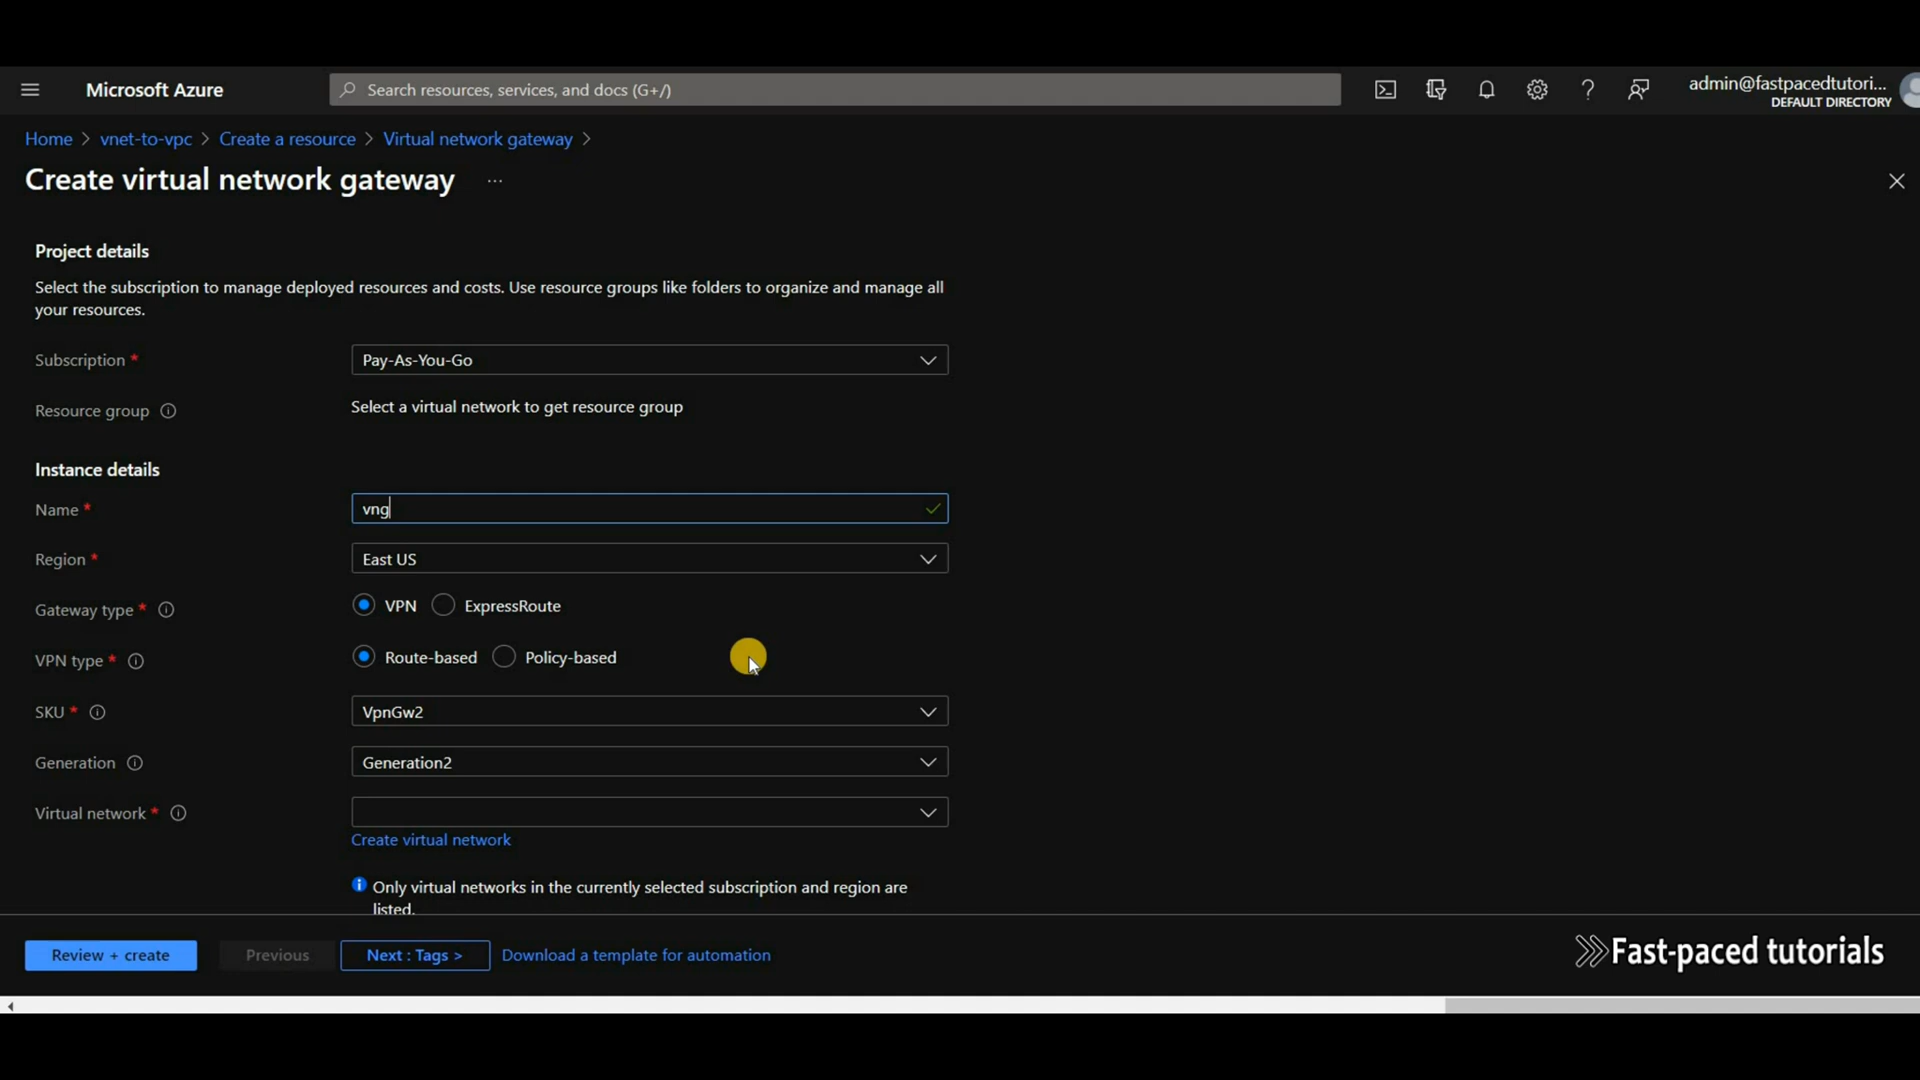 Microsoft Azure
Search resources, services, and docs (G+/)
admin@fastpacedtutori...
DEFAULT DIRECTORY
Home > vnet-to-vpc > Create a resource > Virtual network gateway >
Create virtual network gateway ...
Project details
Select the subscription to manage deployed resources and costs. Use resource groups like folders to organize and manage all
your resources.
Subscription *
Pay-As-You-Go
Resource group
Select a virtual network to get resource group
Instance details
Name *
vng
Region *
East US
Gateway type *
VPN ExpressRoute
VPN type *
Route-based Policy-based
SKU *
VpnGw2
Generation
Generation2
Virtual network *
Create virtual network
Only virtual networks in the currently selected subscription and region are
listed.
Review + create
Previous
Next : Tags >
Download a template for automation
Fast-paced tutorials